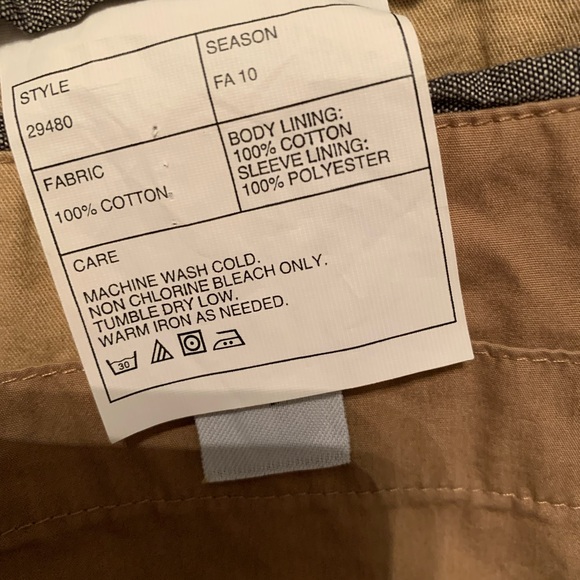 STYLE
29480
SEASON
FA 10
FABRIC
100% COTTON
BODY LINING:
100% COTTON
SLEEVE LINING:
100% POLYESTER
CARE
MACHINE WASH COLD.
NON CHLORINE BLEACH ONLY.
TUMBLE DRY LOW.
WARM IRON AS NEEDED.
30